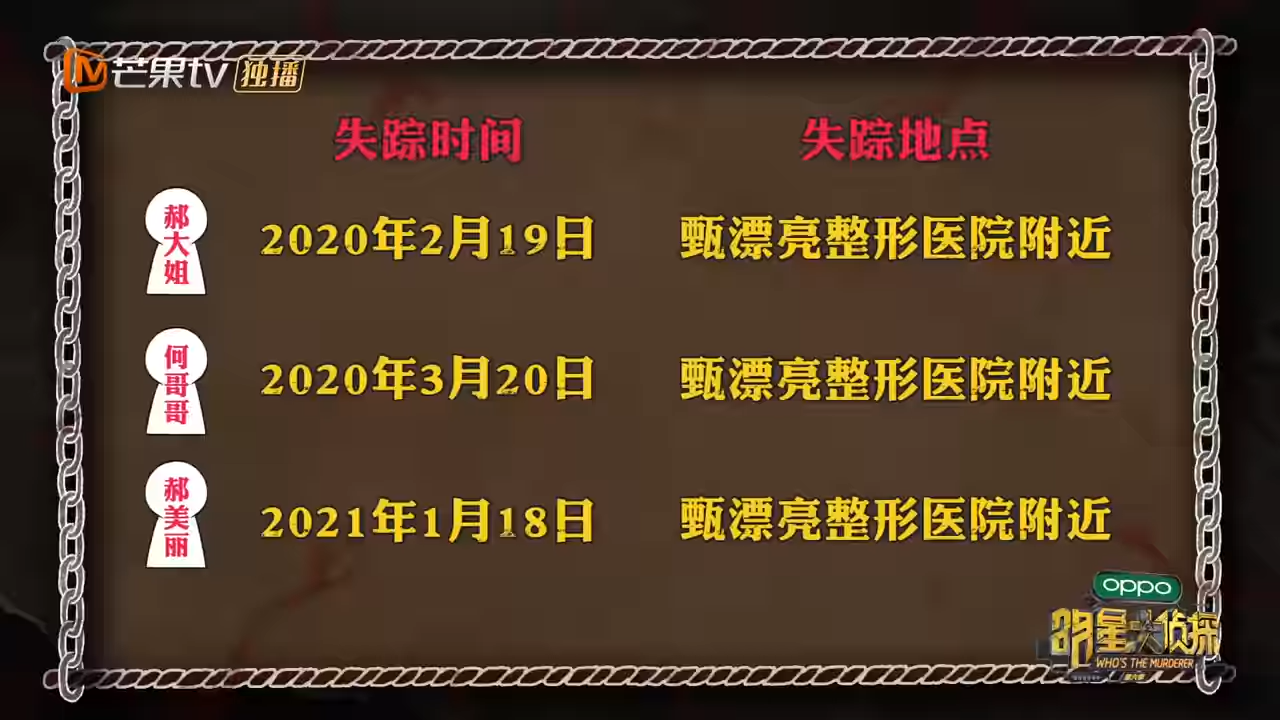 芒果tv 独播
失踪时间 失踪地点
郝大姐 2020年2月19日 甄漂亮整形医院附近
何哥哥 2020年3月20日 甄漂亮整形医院附近
郝美丽 2021年1月18日 甄漂亮整形医院附近
oppo
明星大侦探
WHO'S THE MURDERER
第六季